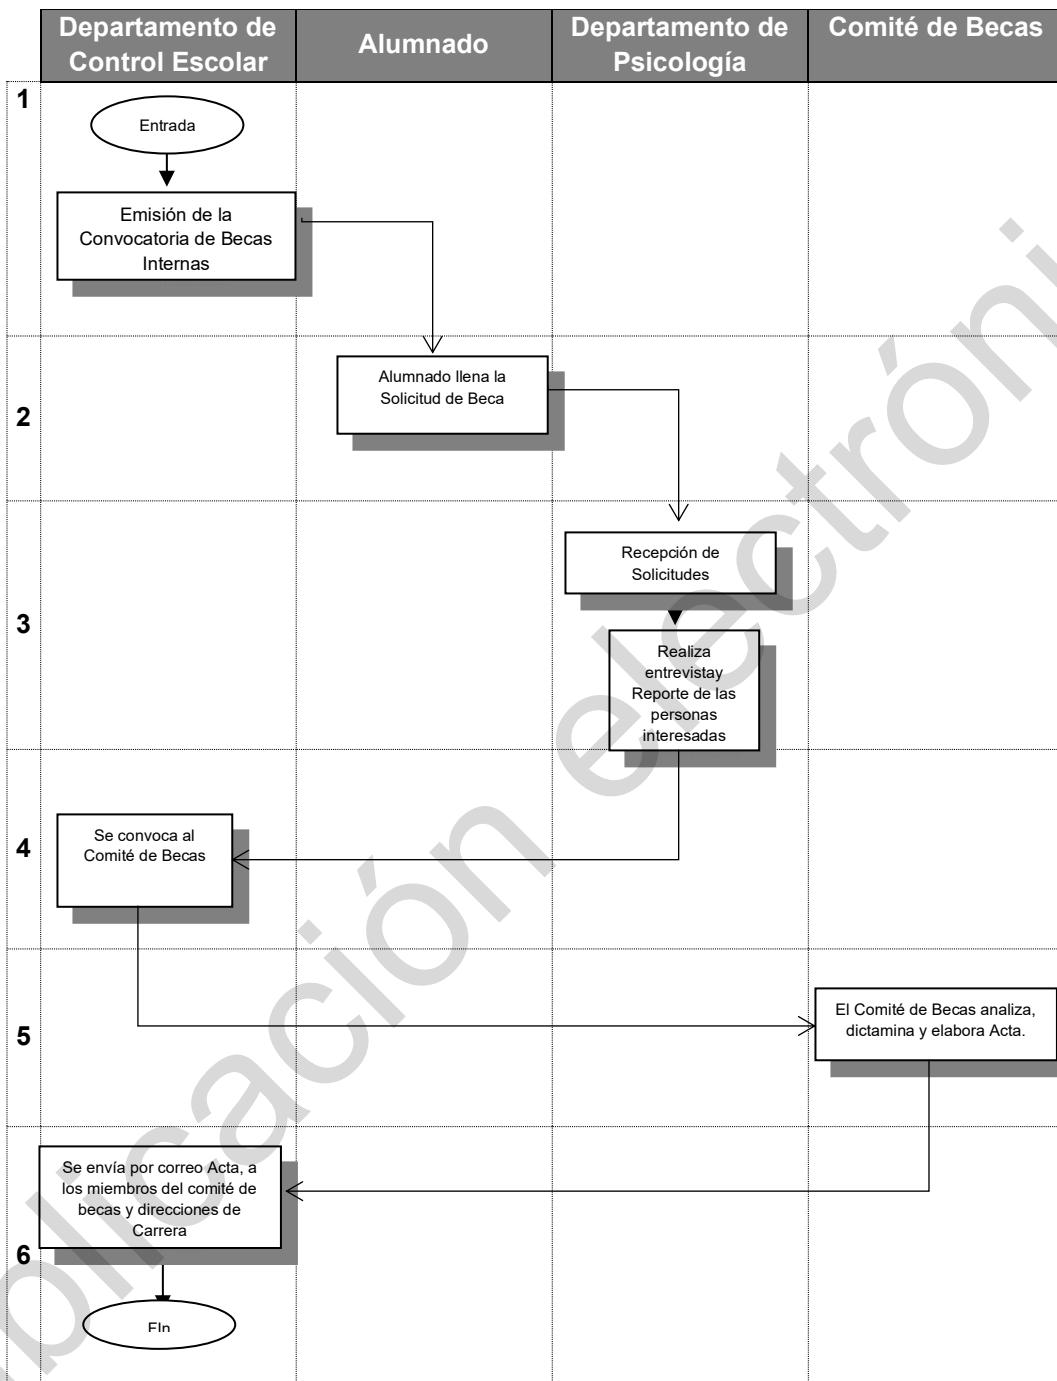 Departamento de
Control Escolar
Alumnado
Departamento de
Psicología
Comité de Becas
1
Entrada
Emisión de la
Convocatoria de Becas
Internas
2
Alumnado llena la
Solicitud de Beca
3
Recepción de
Solicitudes
Realiza
entrevistay
Reporte de las
personas
interesadas
4
Se convoca al
Comité de Becas
5
El Comité de Becas analiza,
dictamina y elabora Acta.
6
Se envía por correo Acta, a
los miembros del comité de
becas y direcciones de
Carrera
FIn
plicación electróni